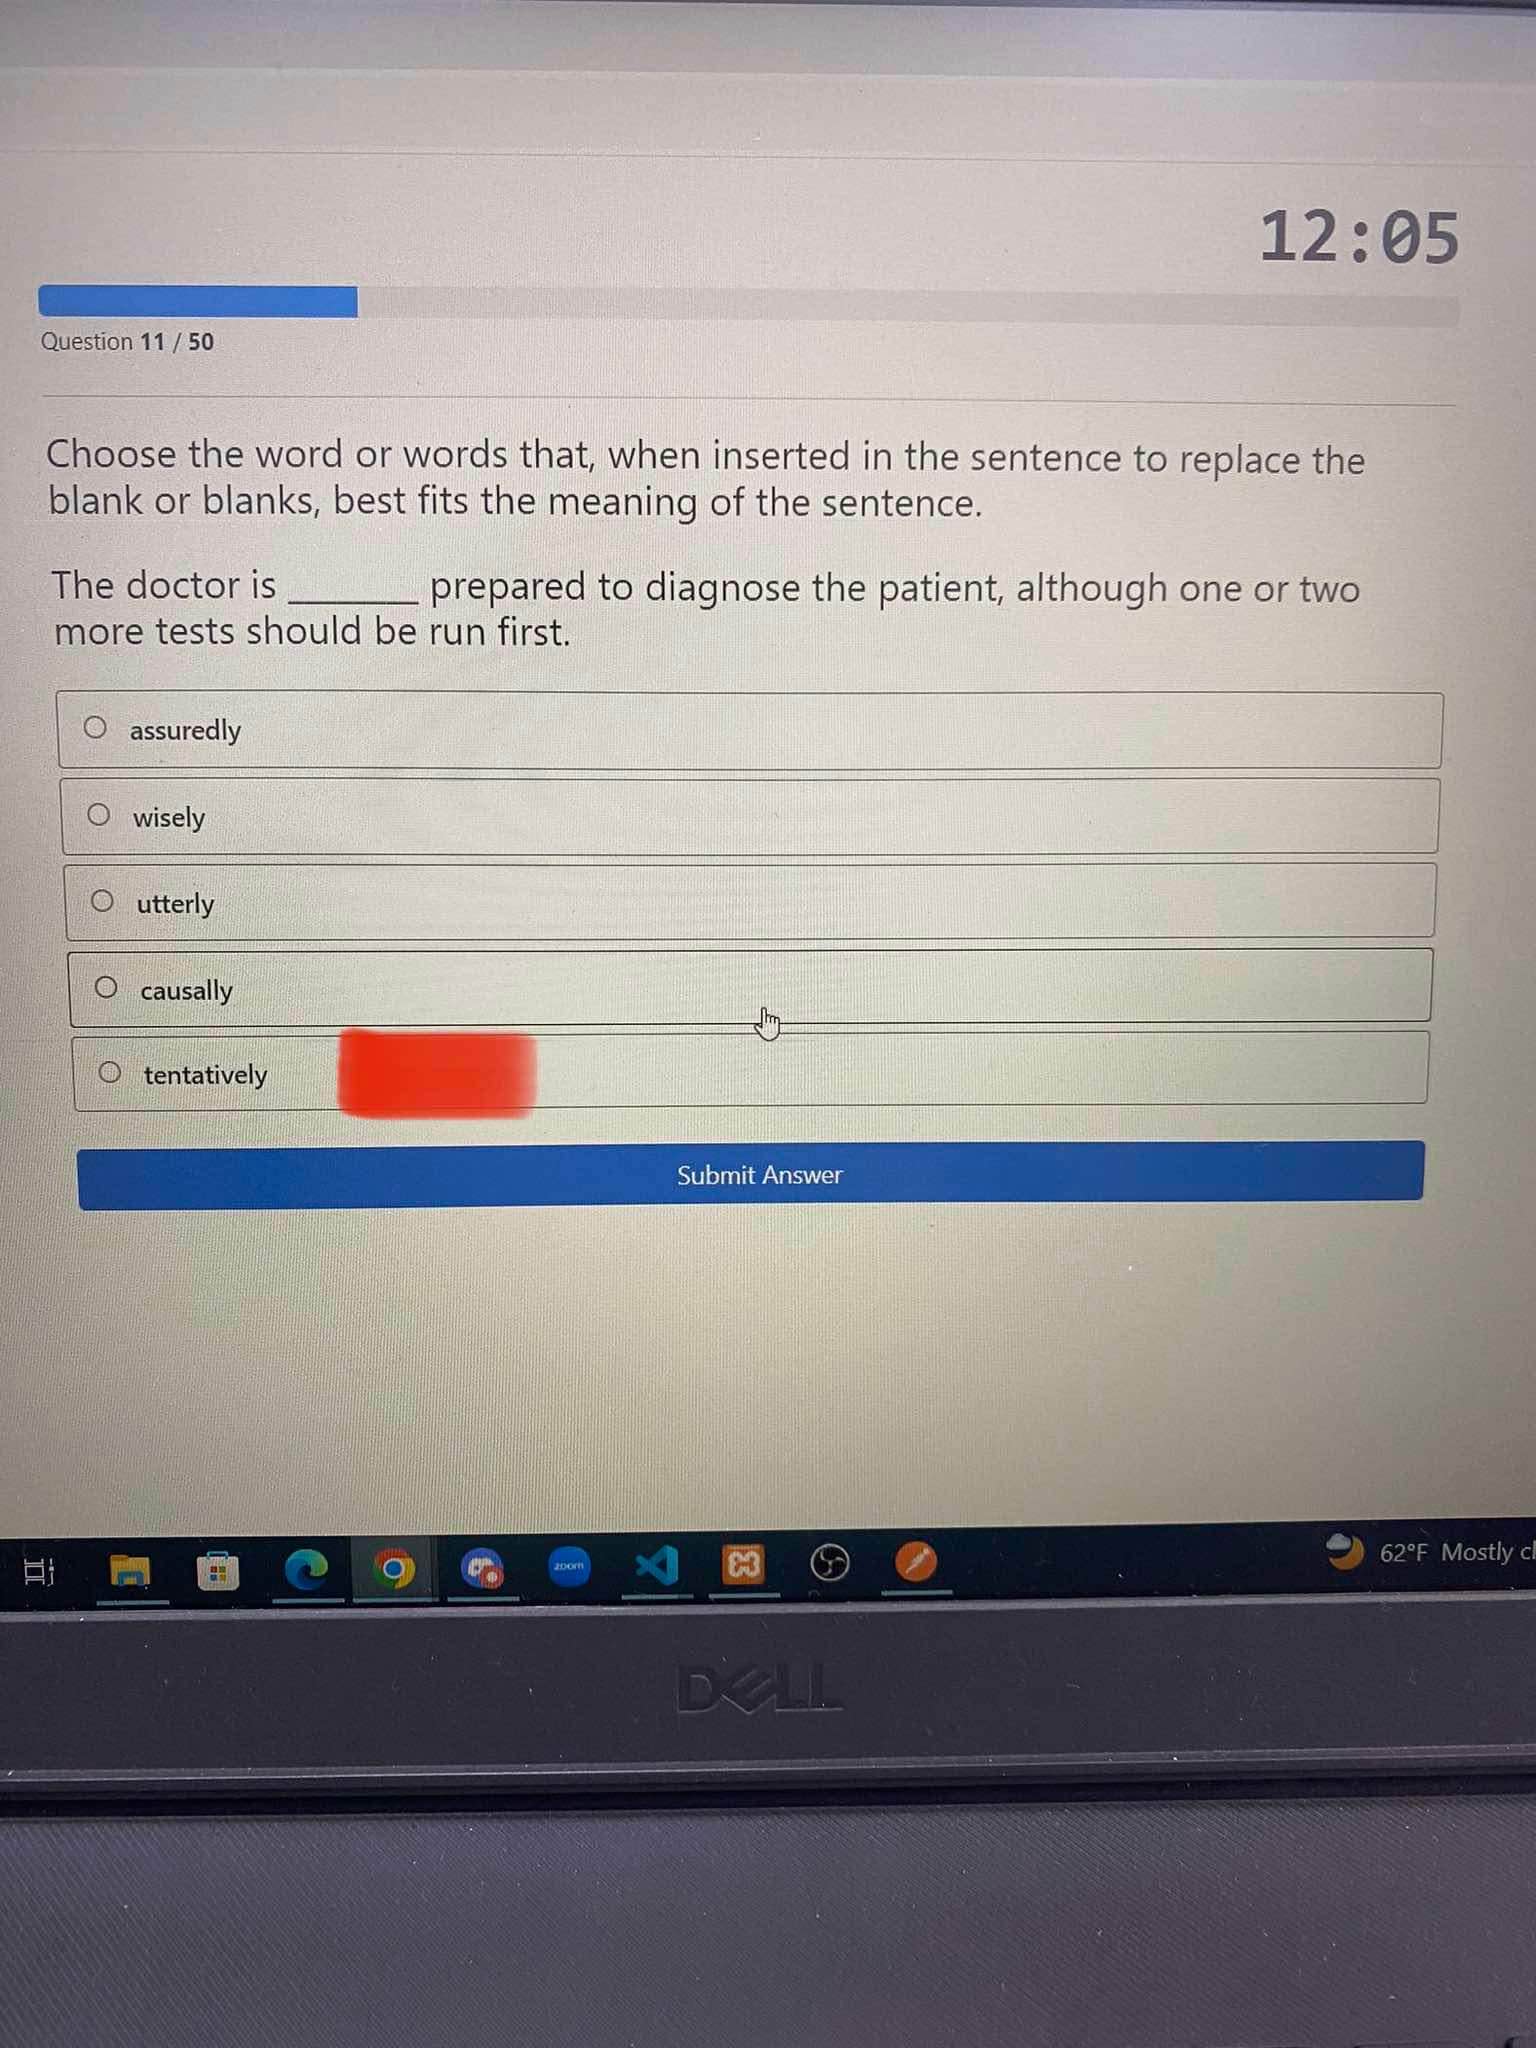 12:05
Question 11 / 50
Choose the word or words that, when inserted in the sentence to replace the
blank or blanks, best fits the meaning of the sentence.
The doctor is _______ prepared to diagnose the patient, although one or two
more tests should be run first.
assuredly
wisely
utterly
causally
tentatively
Submit Answer
zoom
62°F Mostly cl
DELL